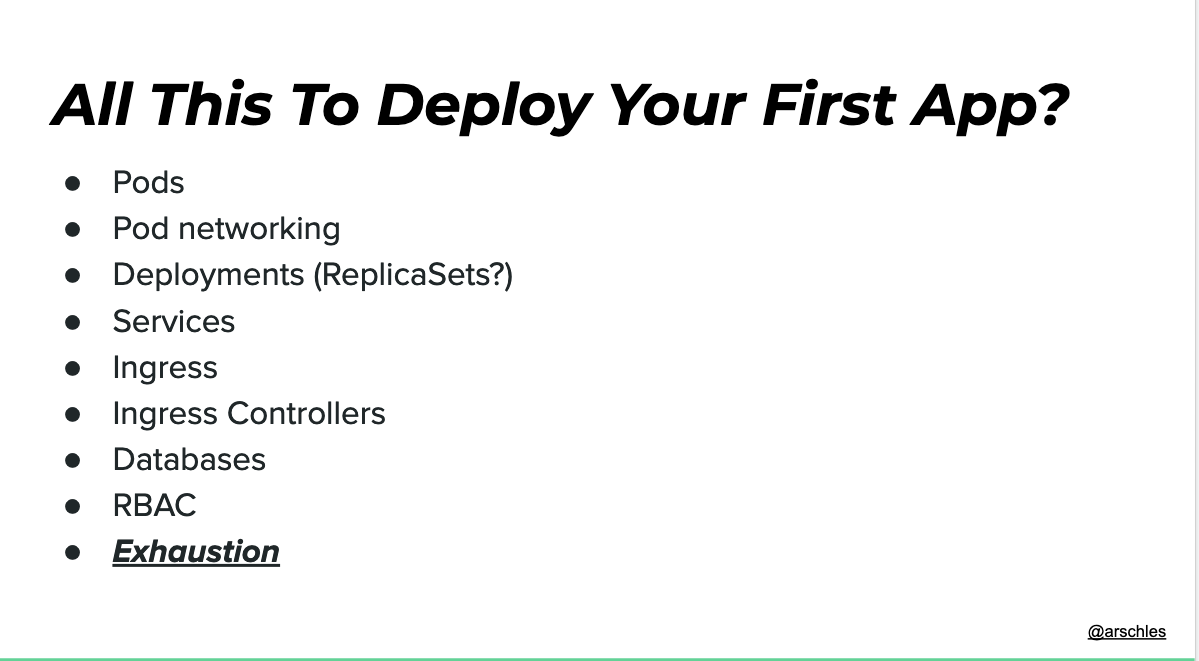 All This To Deploy Your First App?
● Pods
● Pod networking
● Deployments (ReplicaSets?)
● Services
● Ingress
● Ingress Controllers
● Databases
● RBAC
● Exhaustion
@arschles